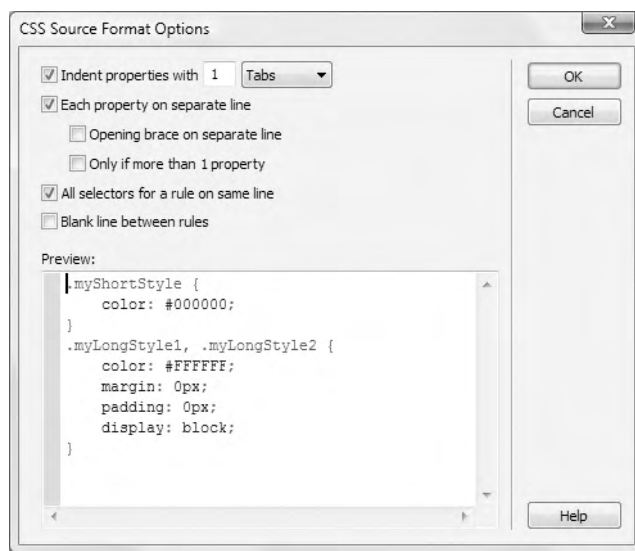 CSS Source Format Options
Indent properties with 1 Tabs
OK
Each property on separate line
Cancel
Opening brace on separate line
Only if more than 1 property
All selectors for a rule on same line
Blank line between rules
Preview:
.myShortStyle {
color: #000000;
}
.myLongStyle1, .myLongStyle2 {
color: #FFFFFF;
margin: 0px;
padding: 0px;
display: block;
}
Help